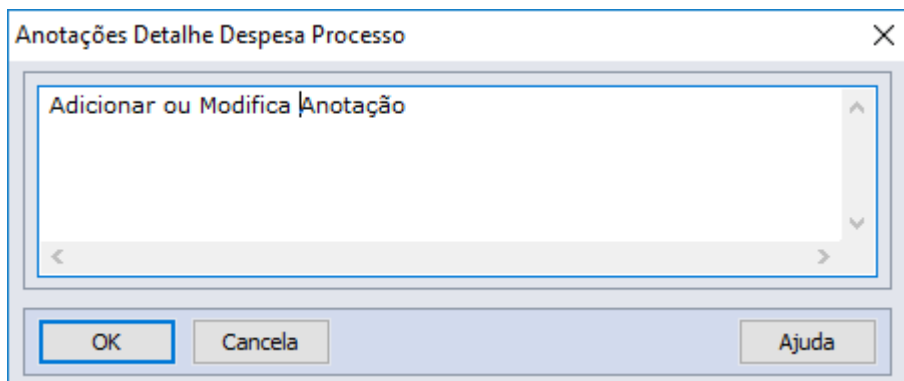 Anotações Detalhe Despesa Processo
Adicionar ou Modifica Anotação
OK Cancela Ajuda